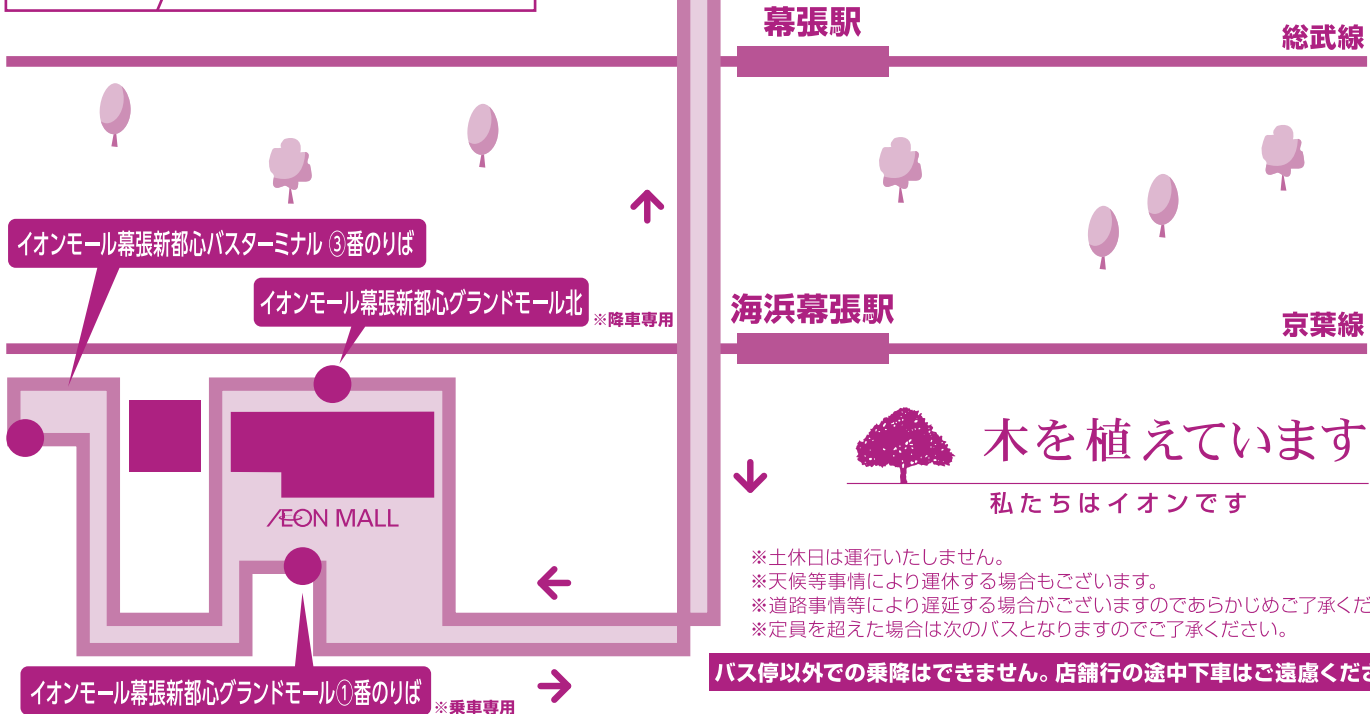 幕張駅
総武線
イオンモール幕張新都心バスターミナル ③番のりば
イオンモール幕張新都心グランドモール北
※降車専用
海浜幕張駅
京葉線
木を植えています
私たちはイオンです
ÆON MALL
※土休日は運行いたしません。
※天候等事情により運休する場合もございます。
※道路事情等により遅延する場合がございますのであらかじめご了承くだ
※定員を超えた場合は次のバスとなりますのでご了承ください。
バス停以外での乗降はできません。店舗行の途中下車はご遠慮くださ
イオンモール幕張新都心グランドモール①番のりば
※乗車専用